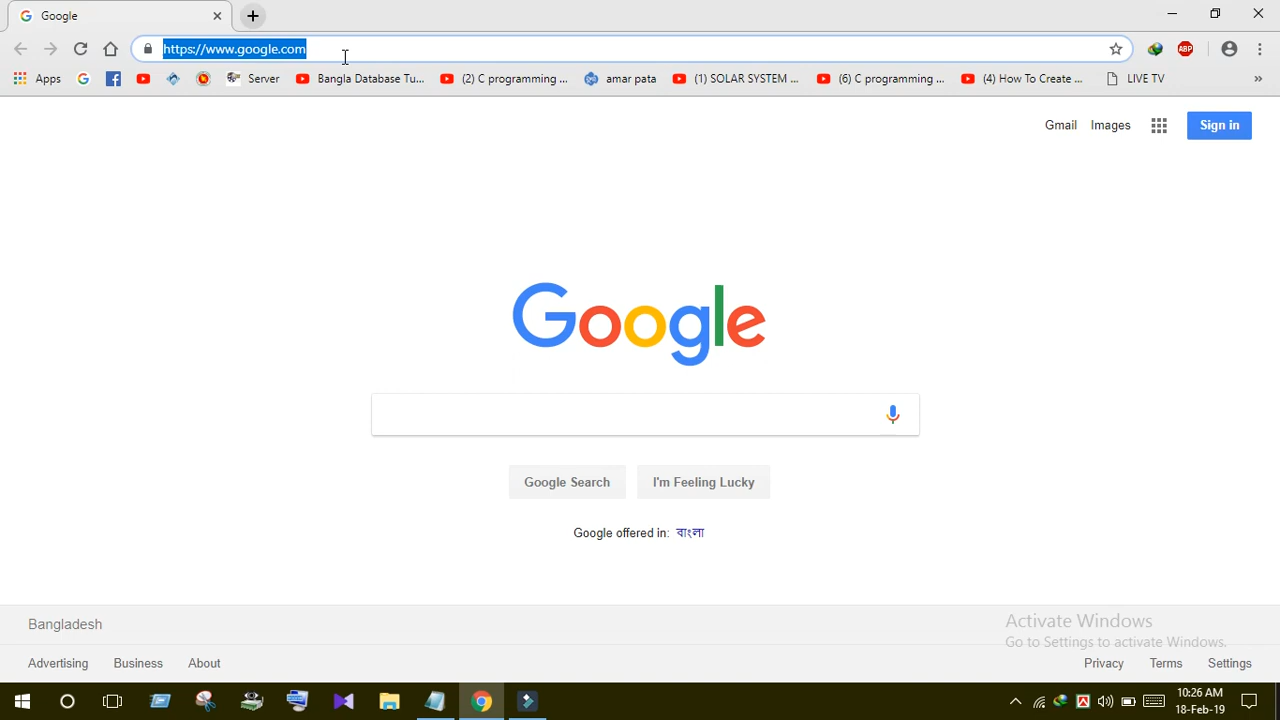 Google
https://www.google.com
ABP
Apps
Server
Bangla Database Tu...
(2) C programming ...
amar pata
(1) SOLAR SYSTEM ...
(6) C programming ...
(4) How To Create ...
LIVE TV
»
Gmail
Images
Sign in
Google
Google Search
I'm Feeling Lucky
Google offered in: বাংলা
Bangladesh
Activate Windows
Go to Settings to activate Windows.
Advertising
Business
About
Privacy
Terms
Settings
10:26 AM
18-Feb-19